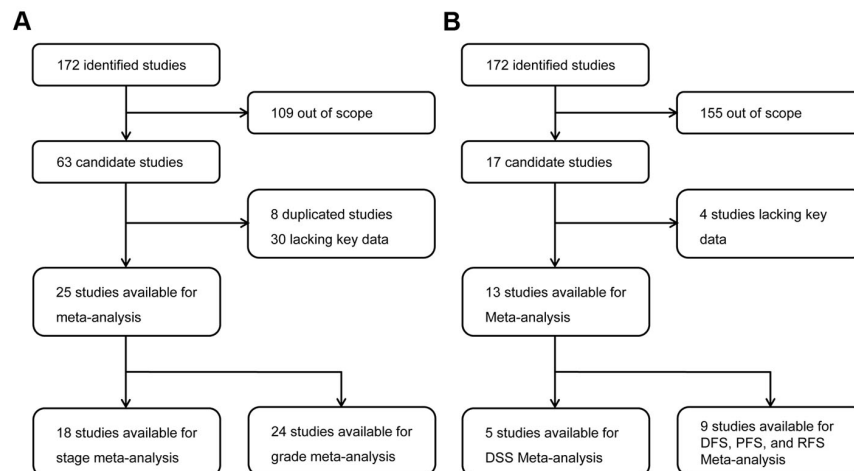 A
172 identified studies
109 out of scope
63 candidate studies
8 duplicated studies
30 lacking key data
25 studies available for
meta-analysis
18 studies available for
stage meta-analysis
24 studies available for
grade meta-analysis
B
172 identified studies
155 out of scope
17 candidate studies
4 studies lacking key
data
13 studies available for
Meta-analysis
5 studies available for
DSS Meta-analysis
9 studies available for
DFS, PFS, and RFS
Meta-analysis